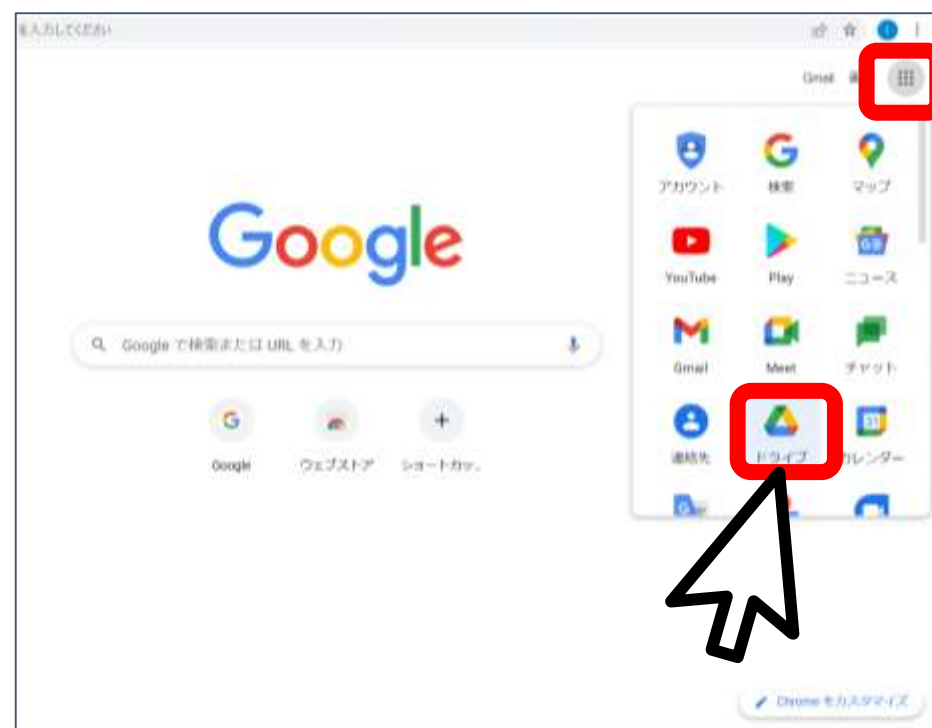 を入力してください
Gmail
アカウント 検索 マップ
Google
YouTube Play ニュース
Google で検索または URL を入力
Gmail Meet チャット
連絡先 ドライブ カレンダー
Google ウェブストア ショートカッ...
Chrome をカスタマイズ